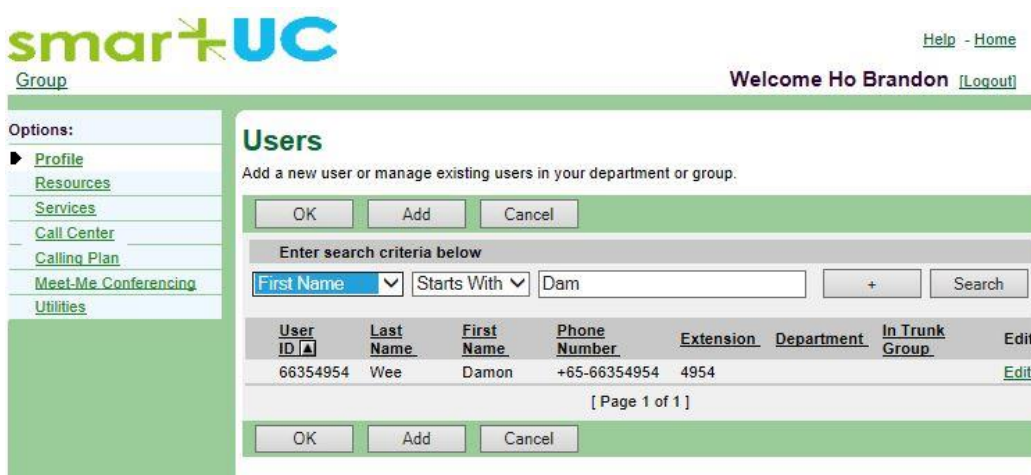 smartUC
Help - Home
Group
Welcome Ho Brandon [Logout]
Options:
Profile
Resources
Services
Call Center
Calling Plan
Meet-Me Conferencing
Utilities
Users
Add a new user or manage existing users in your department or group.
OK Add Cancel
Enter search criteria below
First Name Starts With Dam + Search
User ID Last Name First Name Phone Number Extension Department In Trunk Group Edit
66354954 Wee Damon +65-66354954 4954 Edit
[ Page 1 of 1 ]
OK Add Cancel